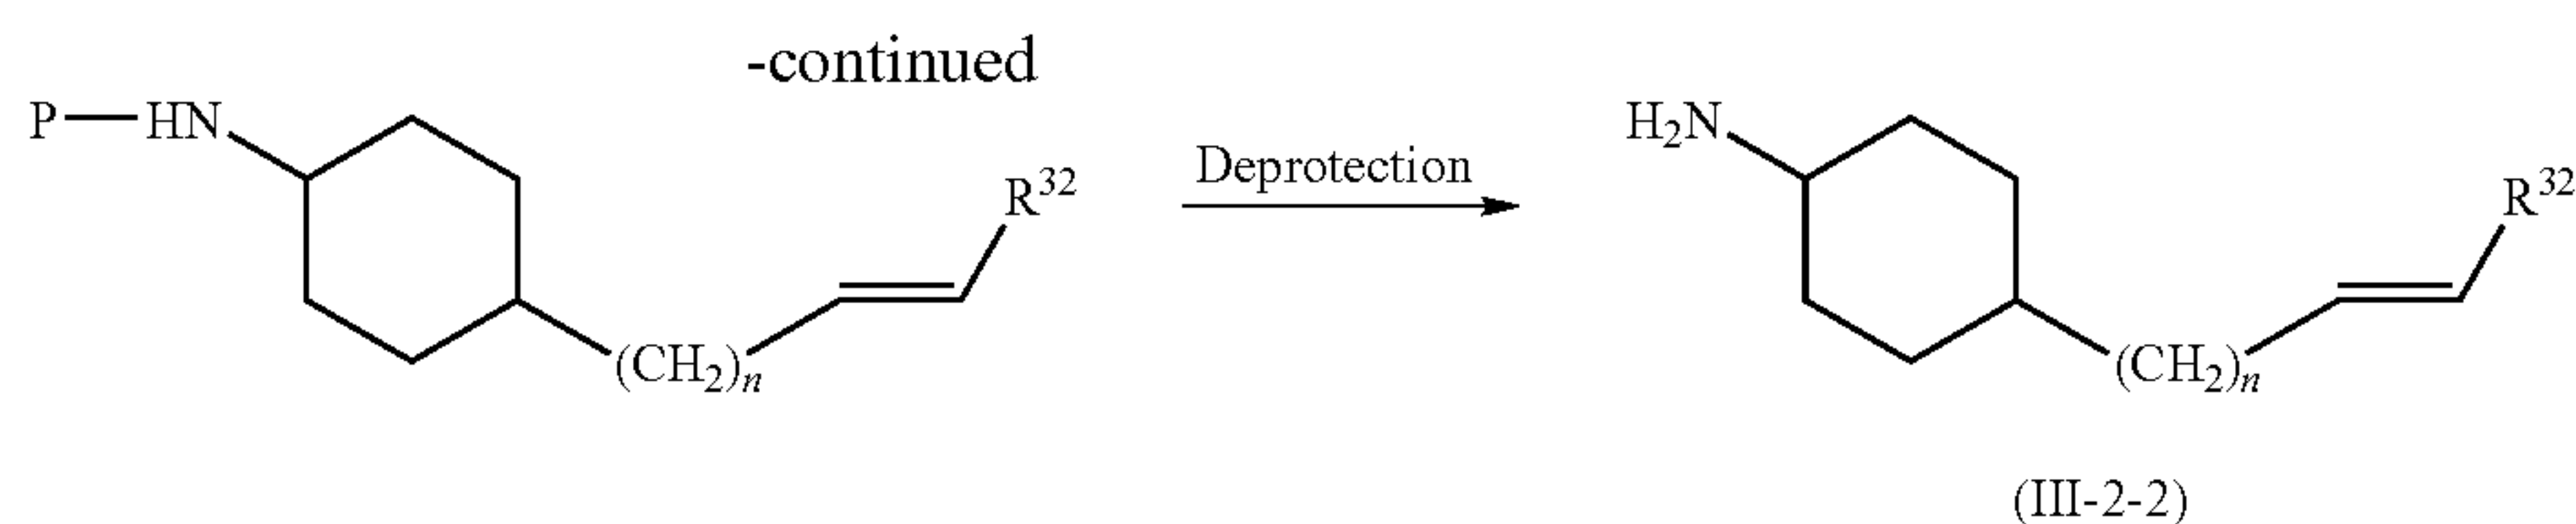 -continued
P—HN
H₂N
Deprotection
R³²
R³²
(CH₂)ₙ
(CH₂)ₙ
(III-2-2)